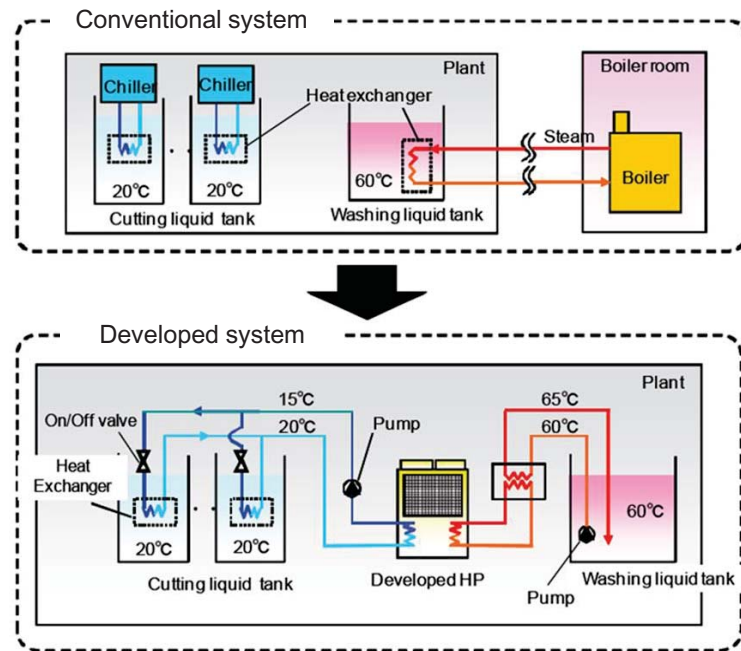 Conventional system
Plant
Boiler room
Chiller
Chiller
Heat exchanger
Steam
Boiler
20℃
20℃
60℃
Cutting liquid tank
Washing liquid tank
Developed system
Plant
15℃
65℃
On/Off valve
20℃
Pump
60℃
Heat
Exchanger
60℃
20℃
20℃
Cutting liquid tank
Developed HP
Washing liquid tank
Pump